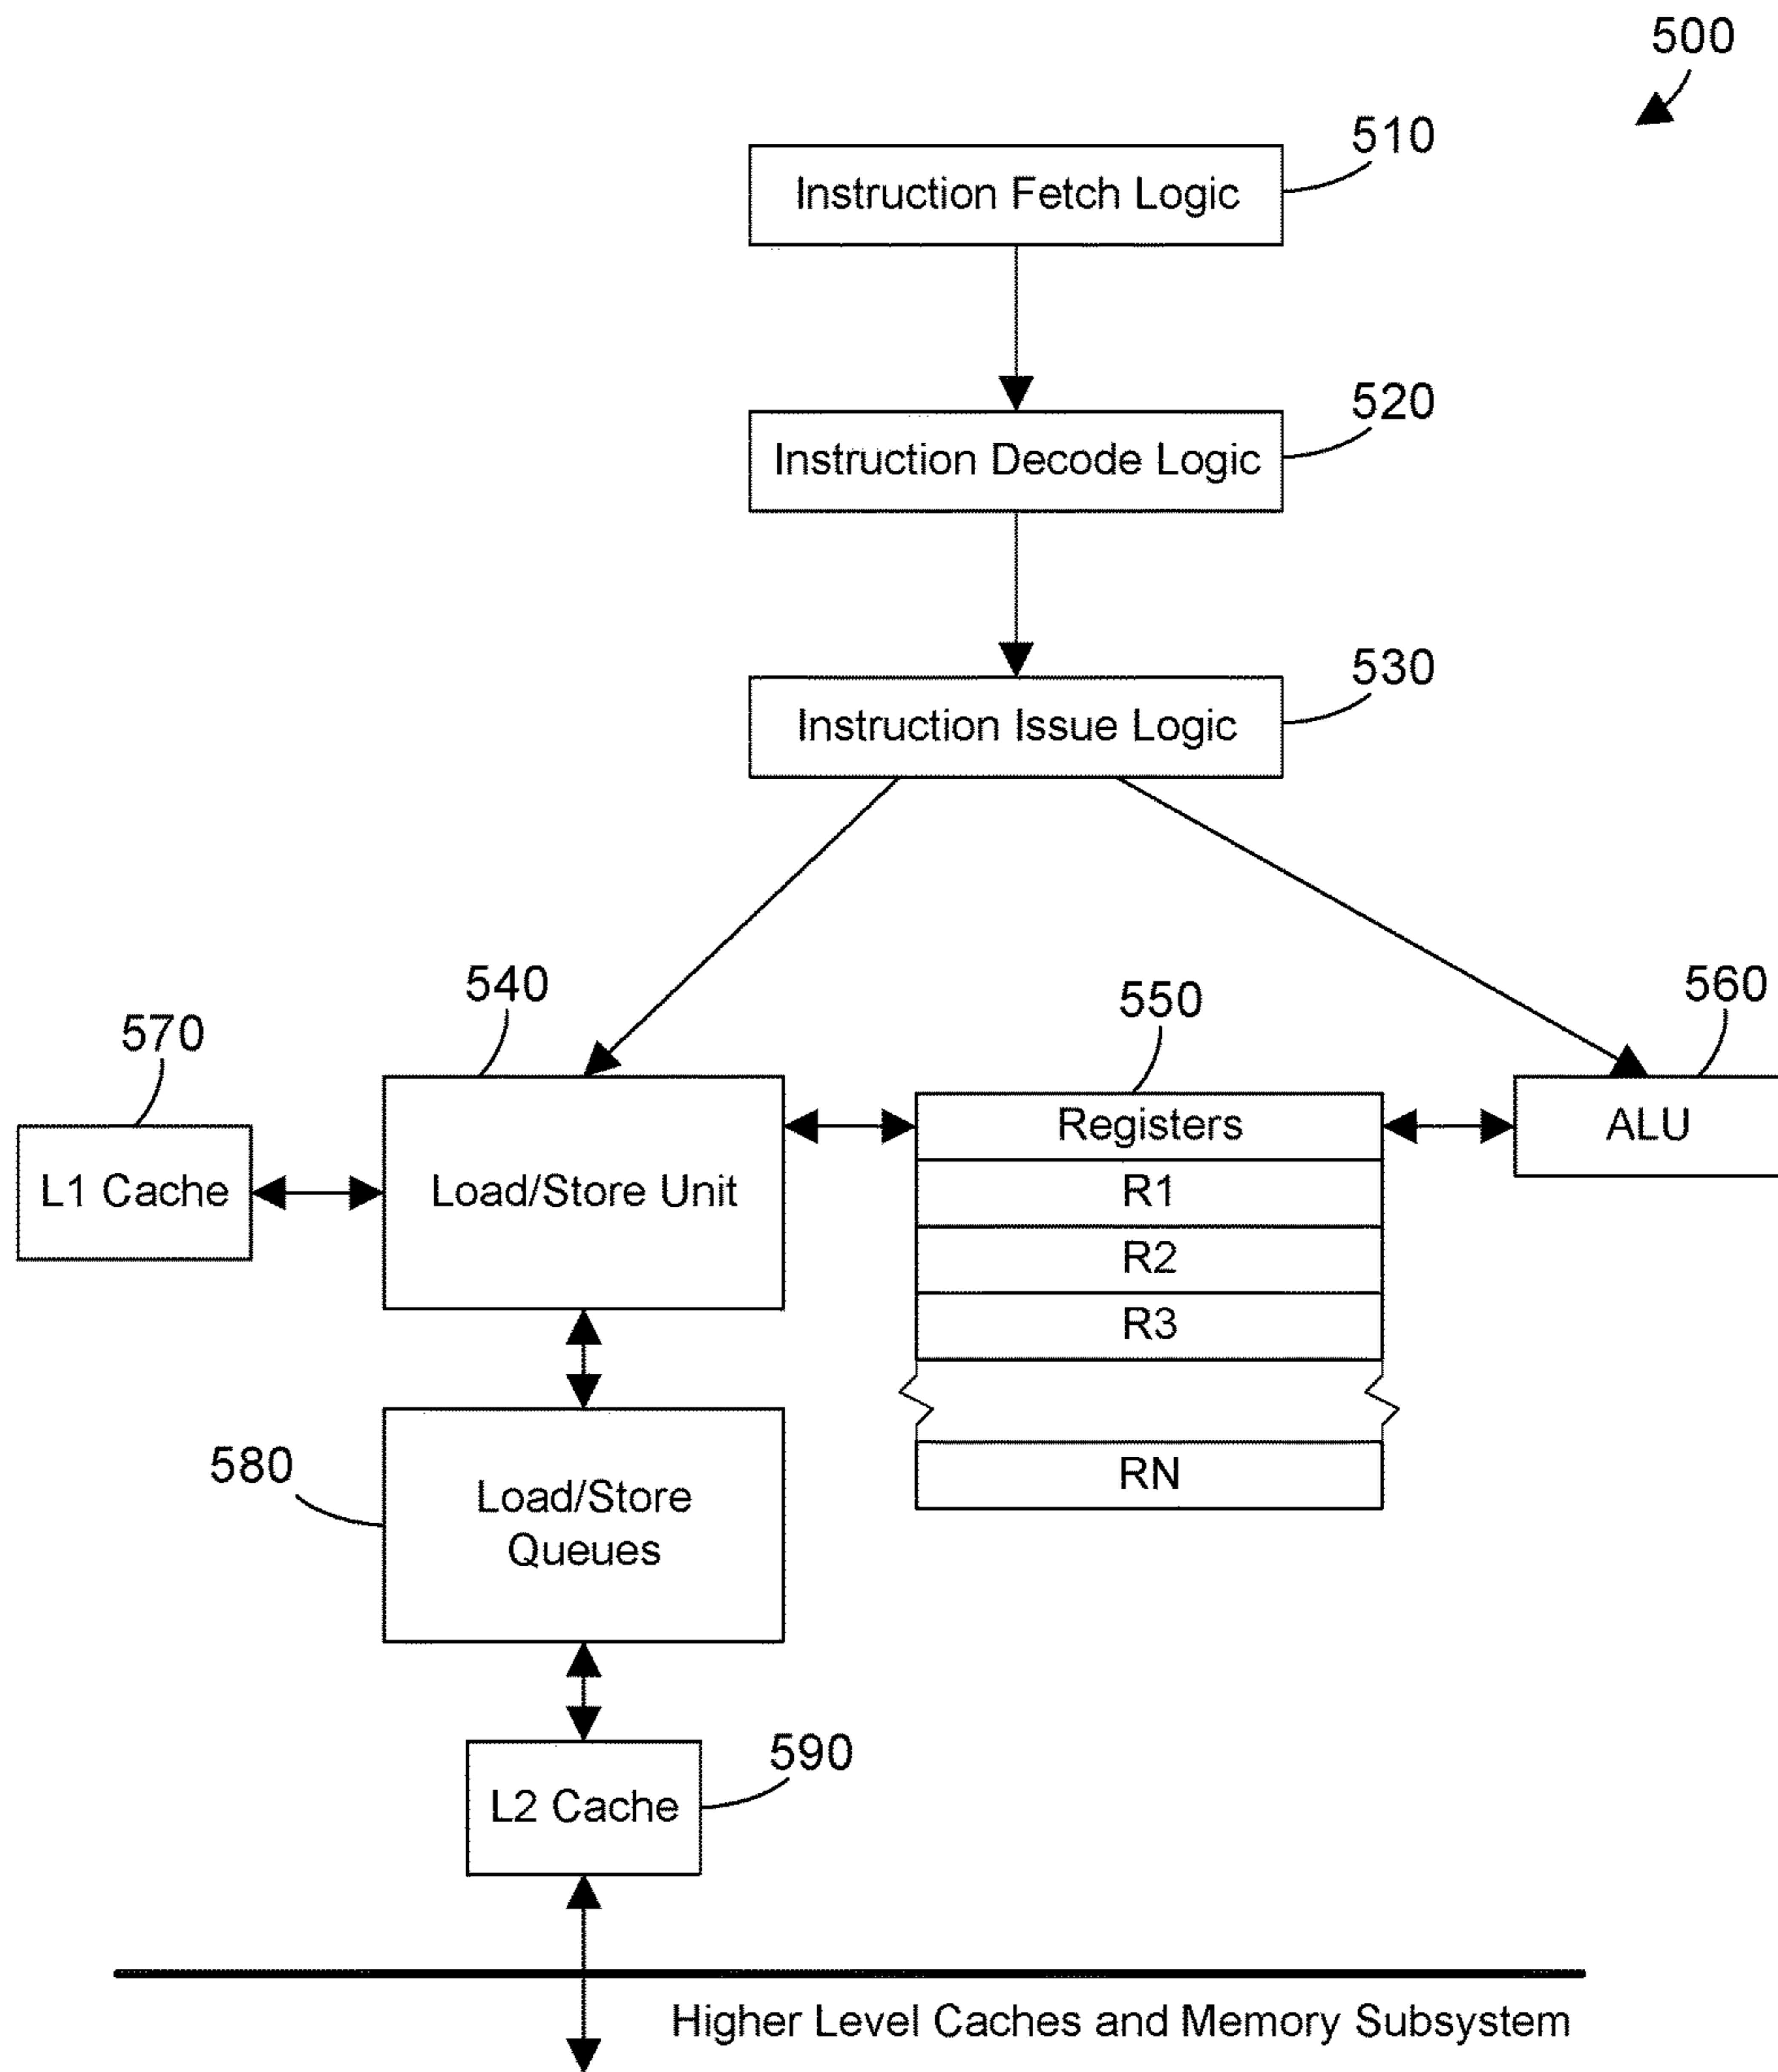 500
510
Instruction Fetch Logic
520
Instruction Decode Logic
530
Instruction Issue Logic
540
550
560
570
Registers
ALU
L1 Cache
Load/Store Unit
R1
R2
R3
580
Load/Store
Queues
RN
590
L2 Cache
Higher Level Caches and Memory Subsystem